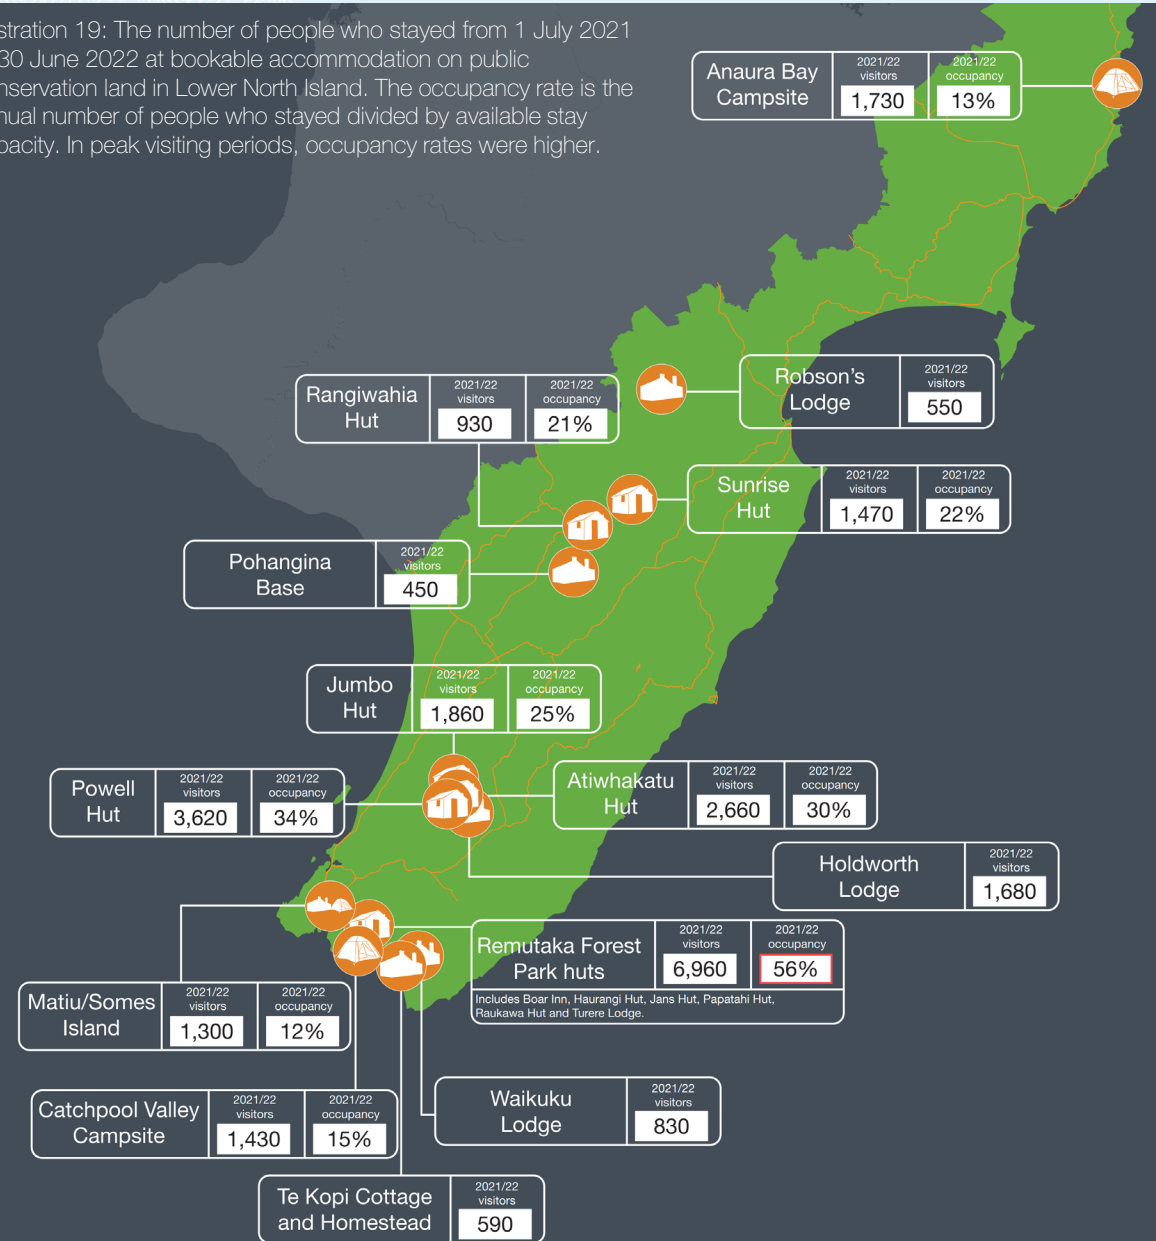 stration 19: The number of people who stayed from 1 July 2021
30 June 2022 at bookable accommodation on public
nservation land in Lower North Island. The occupancy rate is the
nual number of people who stayed divided by available stay
pacity. In peak visiting periods, occupancy rates were higher.
Anaura Bay
Campsite
2021/22
visitors
1,730
2021/22
occupancy
13%
Robson's
Lodge
2021/22
visitors
550
Rangiwahia
Hut
2021/22
visitors
930
2021/22
occupancy
21%
Sunrise
Hut
2021/22
visitors
1,470
2021/22
occupancy
22%
Pohangina
Base
2021/22
visitors
450
Jumbo
Hut
2021/22
visitors
1,860
2021/22
occupancy
25%
Powell
Hut
2021/22
visitors
3,620
2021/22
occupancy
34%
Atiwhakatu
Hut
2021/22
visitors
2,660
2021/22
occupancy
30%
Holdworth
Lodge
2021/22
visitors
1,680
Remutaka Forest
Park huts
2021/22
visitors
6,960
2021/22
occupancy
56%
Includes Boar Inn, Haurangi Hut, Jans Hut, Papatahi Hut,
Raukawa Hut and Turere Lodge.
Matiu/Somes
Island
2021/22
visitors
1,300
2021/22
occupancy
12%
Catchpool Valley
Campsite
2021/22
visitors
1,430
2021/22
occupancy
15%
Waikuku
Lodge
2021/22
visitors
830
Te Kopi Cottage
and Homestead
2021/22
visitors
590